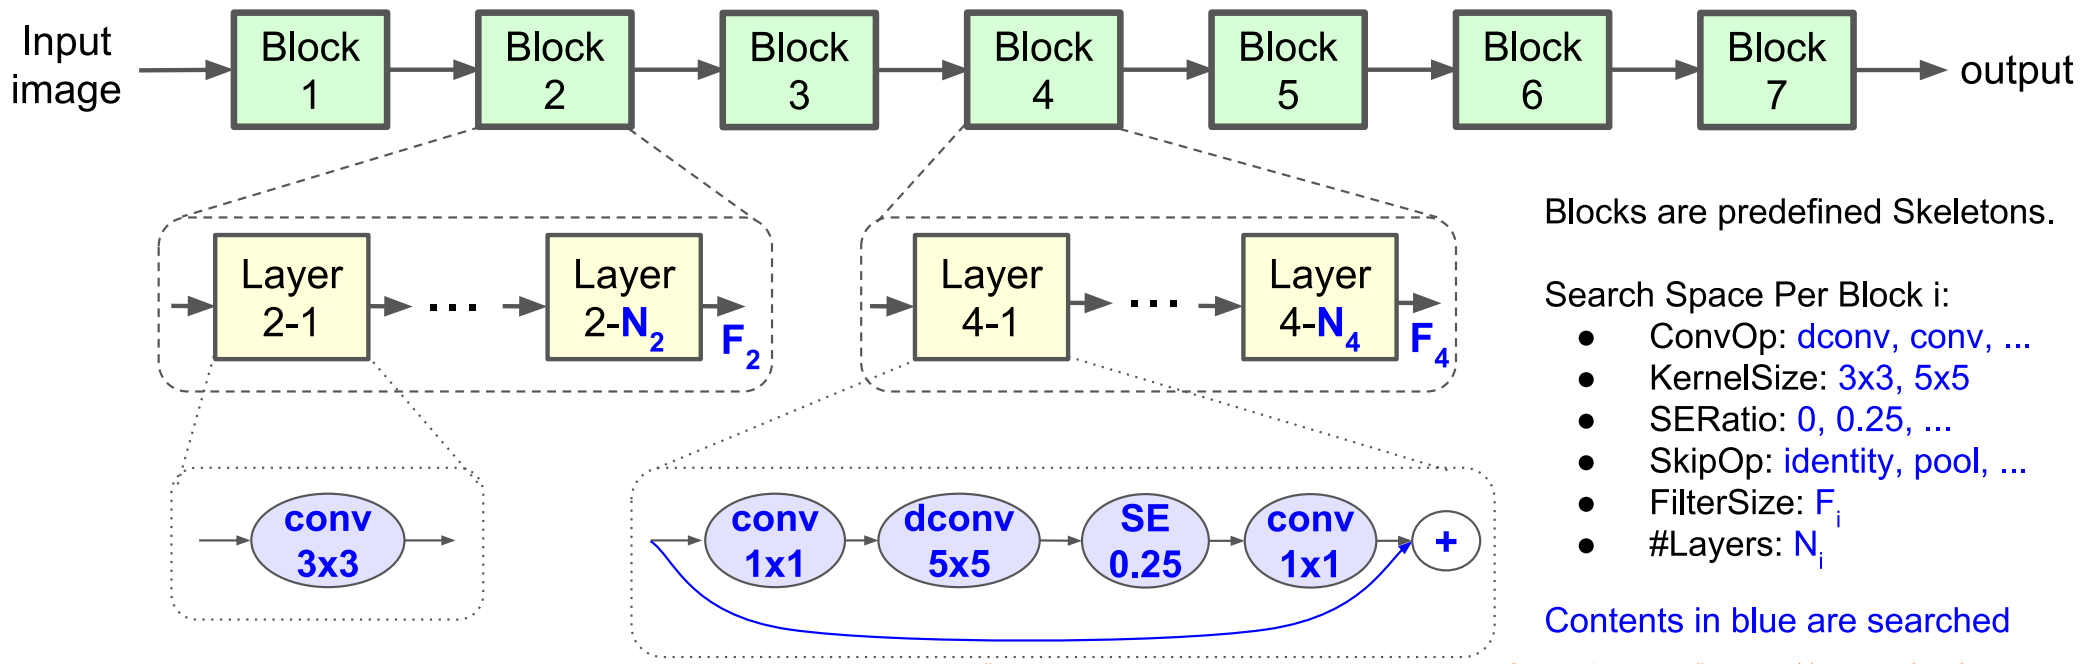 Input image
Block 1
Block 2
Block 3
Block 4
Block 5
Block 6
Block 7
output
Layer 2-1
...
Layer 2-N₂
F₂
Layer 4-1
...
Layer 4-N₄
F₄
conv 3x3
conv 1x1
dconv 5x5
SE 0.25
conv 1x1
+
Blocks are predefined Skeletons.
Search Space Per Block i:
● ConvOp: dconv, conv, ...
● KernelSize: 3x3, 5x5
● SERatio: 0, 0.25, ...
● SkipOp: identity, pool, ...
● FilterSize: Fᵢ
● #Layers: Nᵢ
Contents in blue are searched